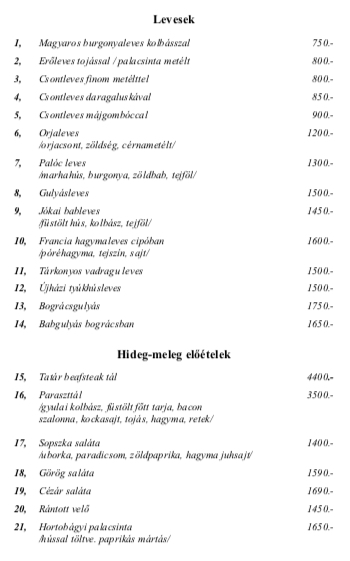 Levesek
1, Magyaros burgonyaleves kolbásszal 750.-
2, Erőleves tojással / palacsinta metélt 800.-
3, Csontleves finom metélttel 800.-
4, Csontleves daragaluskával 850.-
5, Csontleves májgombóccal 900.-
6, Orjaleves 1200.-
/orjacsont, zöldség, cérnametélt/
7, Palóc leves 1300.-
/marhahús, burgonya, zöldbab, tejföl/
8, Gulyásleves 1500.-
9, Jókai bableves 1450.-
/füstölt hús, kolbász, tejföl/
10, Francia hagymaleves cipóban 1600.-
/póréhagyma, tejszín, sajt/
11, Tárkonyos vadragu leves 1500.-
12, Újházi tyúkhúsleves 1500.-
13, Bográcsgulyás 1750.-
14, Babgulyás bográcsban 1650.-
Hideg-meleg előételek
15, Tatár beafsteak tál 4400.-
16, Paraszttál 3500.-
/gyulai kolbász, füstölt főtt tarja, bacon
szalonna, kockasajt, tojás, hagyma, retek/
17, Sopszka saláta 1400.-
/uborka, paradicsom, zöldpaprika, hagyma juhsajt/
18, Görög saláta 1590.-
19, Cézár saláta 1690.-
20, Rántott velő 1450.-
21, Hortobágyi palacsinta 1650.-
/hússal töltve. paprikás mártás/